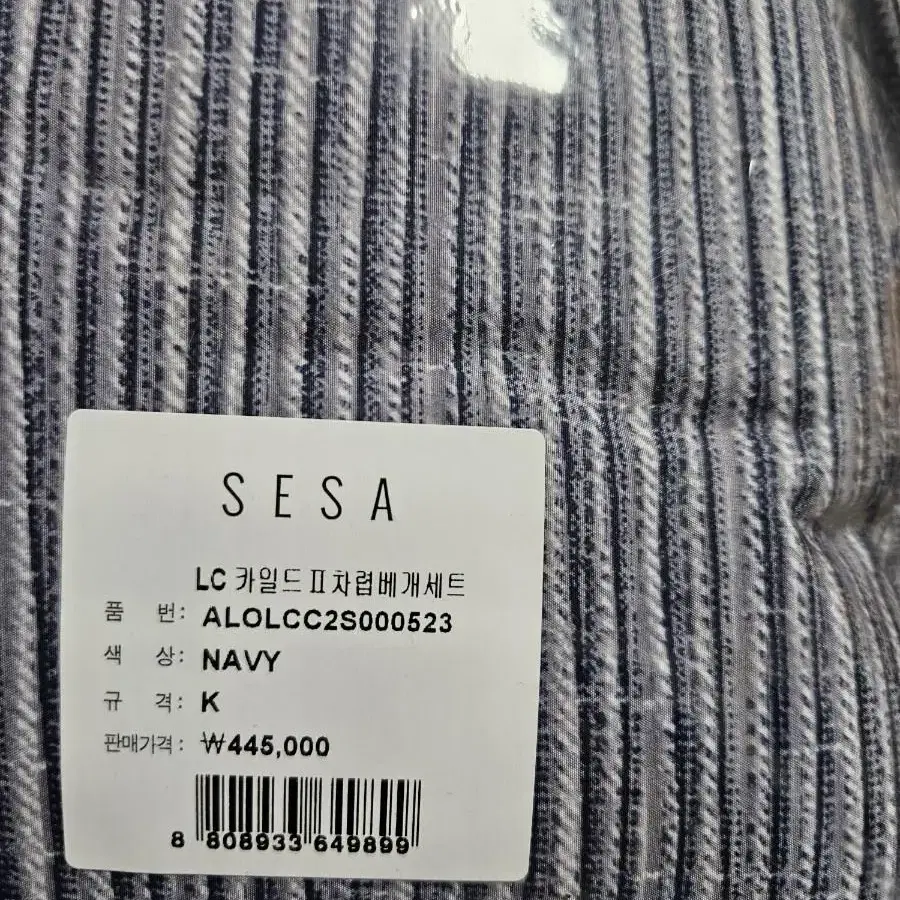 SESA
LC 카일드Ⅱ차렵베개세트
품 번: ALOLCC2S000523
색 상: NAVY
규 격: K
판매가격: ₩445,000
8 808933 649899